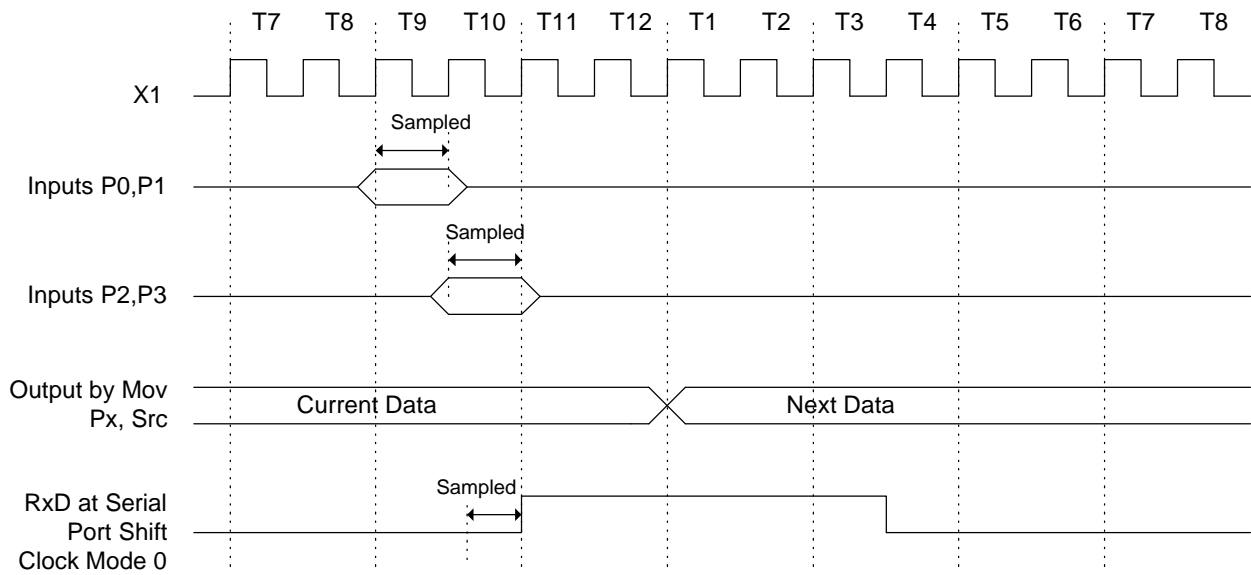 T7 T8 T9 T10 T11 T12 T1 T2 T3 T4 T5 T6 T7 T8
X1
Sampled
Inputs P0,P1
Sampled
Inputs P2,P3
Output by Mov
Px, Src
Current Data
Next Data
Sampled
RxD at Serial
Port Shift
Clock Mode 0